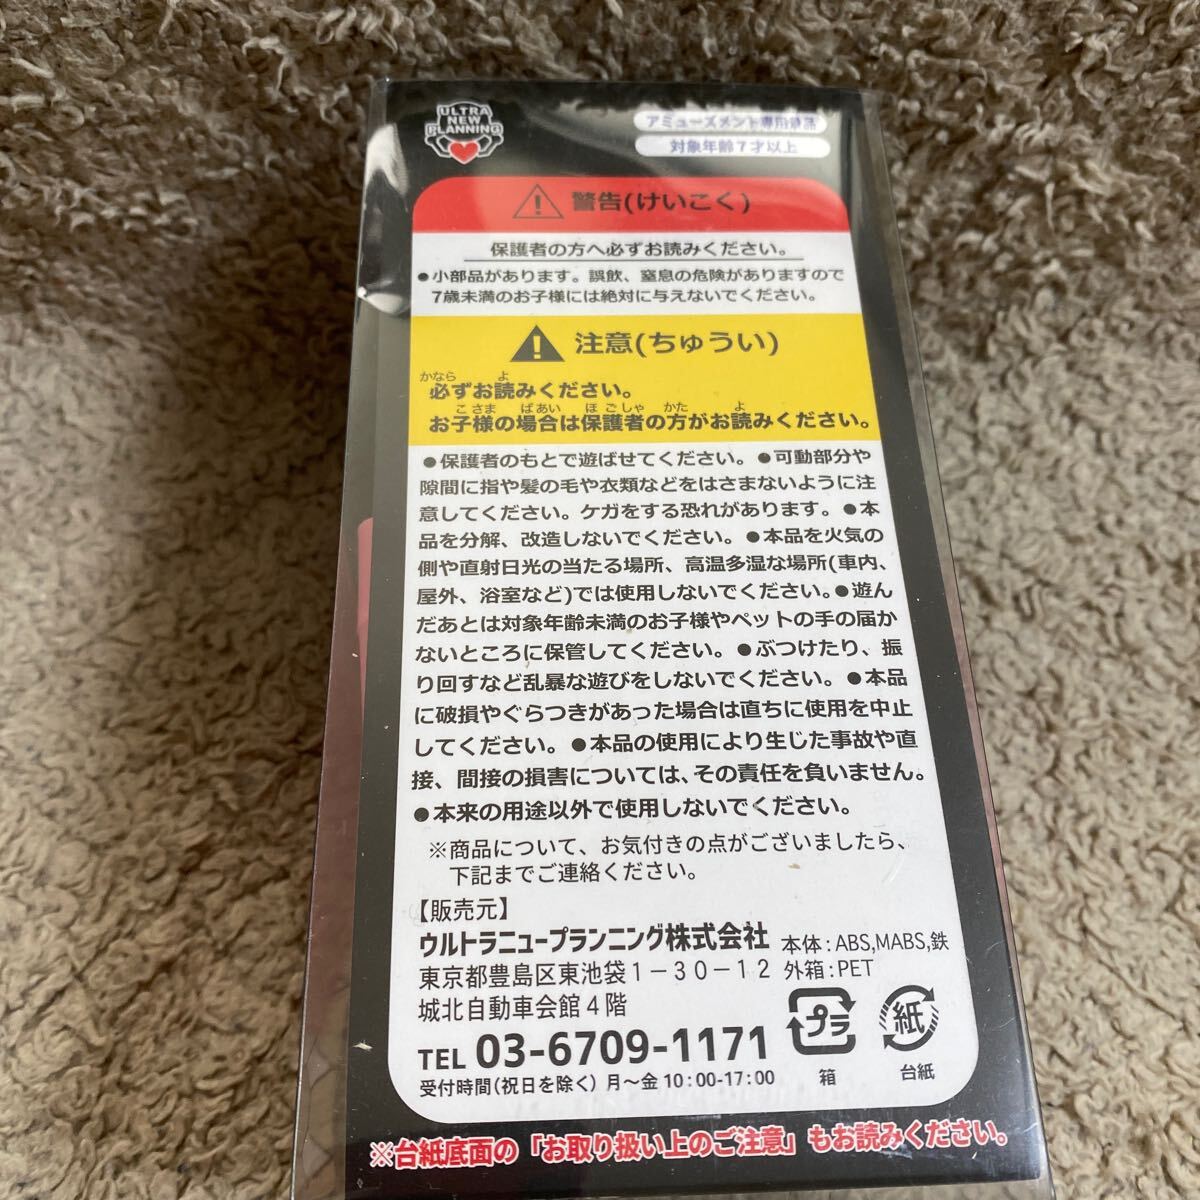 ULTRA
NEW
PLANNING
アミューズメント専用景品
対象年齢7才以上
警告(けいこく)
保護者の方へ必ずお読みください。
●小部品があります。誤飲、窒息の危険がありますので
7歳未満のお子様には絶対に与えないでください。
注意(ちゅうい)
かなら よ
必ずお読みください。
こさま ばあい ほごしゃ かた よ
お子様の場合は保護者の方がお読みください。
●保護者のもとで遊ばせてください。●可動部分や
隙間に指や髪の毛や衣類などをはさまないように注
意してください。ケガをする恐れがあります。●本
品を分解、改造しないでください。●本品を火気の
側や直射日光の当たる場所、高温多湿な場所(車内、
屋外、浴室など)では使用しないでください。●遊ん
だあとは対象年齢未満のお子様やペットの手の届か
ないところに保管してください。●ぶつけたり、振
り回すなど乱暴な遊びをしないでください。●本品
に破損やぐらつきがあった場合は直ちに使用を中止
してください。●本品の使用により生じた事故や直
接、間接の損害については、その責任を負いません。
●本来の用途以外で使用しないでください。
※商品について、お気付きの点がございましたら、
下記までご連絡ください。
【販売元】
ウルトラニュープランニング株式会社 本体:ABS,MABS,鉄
東京都豊島区東池袋1-30-12 外箱:PET
城北自動車会館4階
TEL 03-6709-1171
受付時間(祝日を除く)月~金10:00-17:00
プラ
箱
紙
台紙
※台紙底面の「お取り扱い上のご注意」もお読みください。